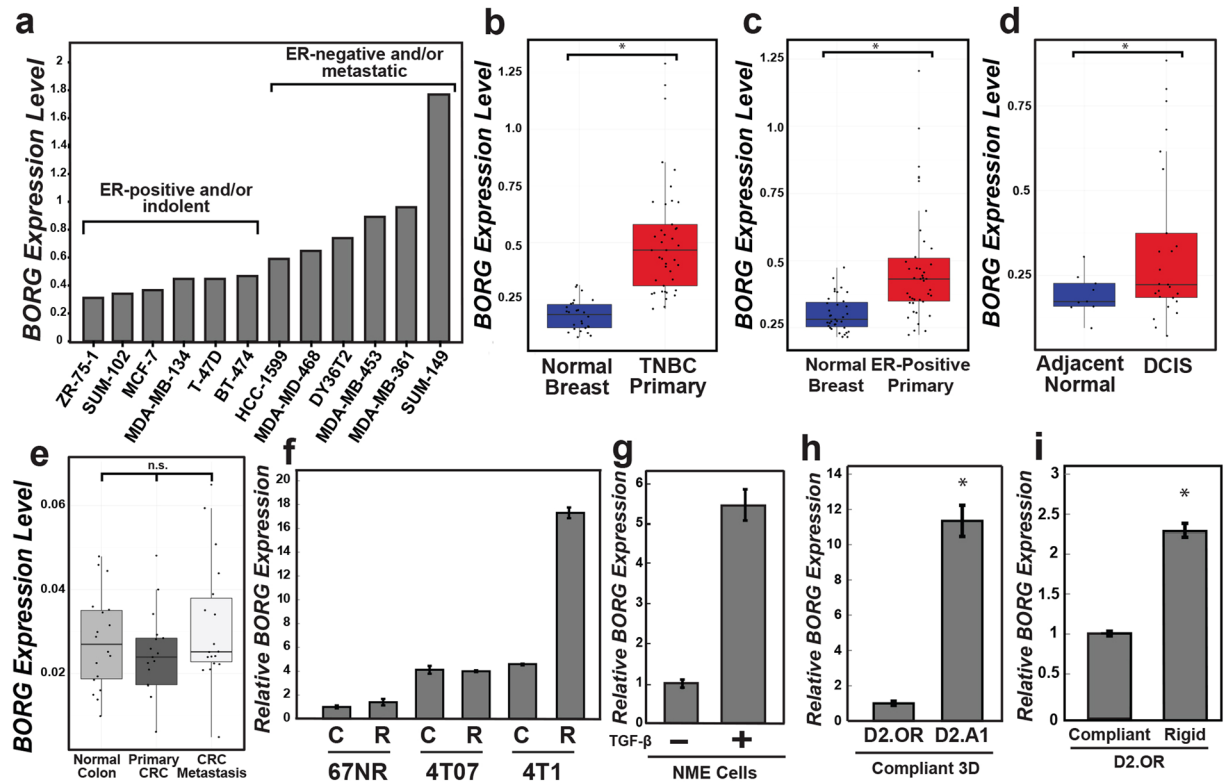 a
BORG Expression Level
2
1.8
1.6
1.4
1.2
1
0.8
0.6
0.4
0.2
0
ER-negative and/or
metastatic
ER-positive and/or
indolent
ZR-75-1
SUM-102
MCF-7
MDA-MB-134
T-47D
BT-474
HCC-1599
MDA-MD-468
DY36T2
MDA-MB-453
MDA-MB-361
SUM-149
b
BORG Expression Level
*
1.25
1.0
0.75
0.5
0.25
Normal
Breast
TNBC
Primary
c
BORG Expression Level
*
1.25
1.0
0.75
0.5
0.25
Normal
Breast
ER-Positive
Primary
d
BORG Expression Level
*
0.75
0.5
0.25
Adjacent
Normal
DCIS
e
BORG Expression Level
n.s.
0.06
0.04
0.02
Normal
Colon
Primary
CRC
CRC
Metastasis
f
Relative BORG Expression
20
18
16
14
12
10
8
6
4
2
0
C R C R C R
67NR 4T07 4T1
g
Relative BORG Expression
6
5
4
3
2
1
0
TGF-β − +
NME Cells
h
Relative BORG Expression
14
12
10
8
6
4
2
0
*
D2.OR D2.A1
Compliant 3D
i
Relative BORG Expression
3
2.5
2
1.5
1
0.5
0
*
Compliant Rigid
D2.OR